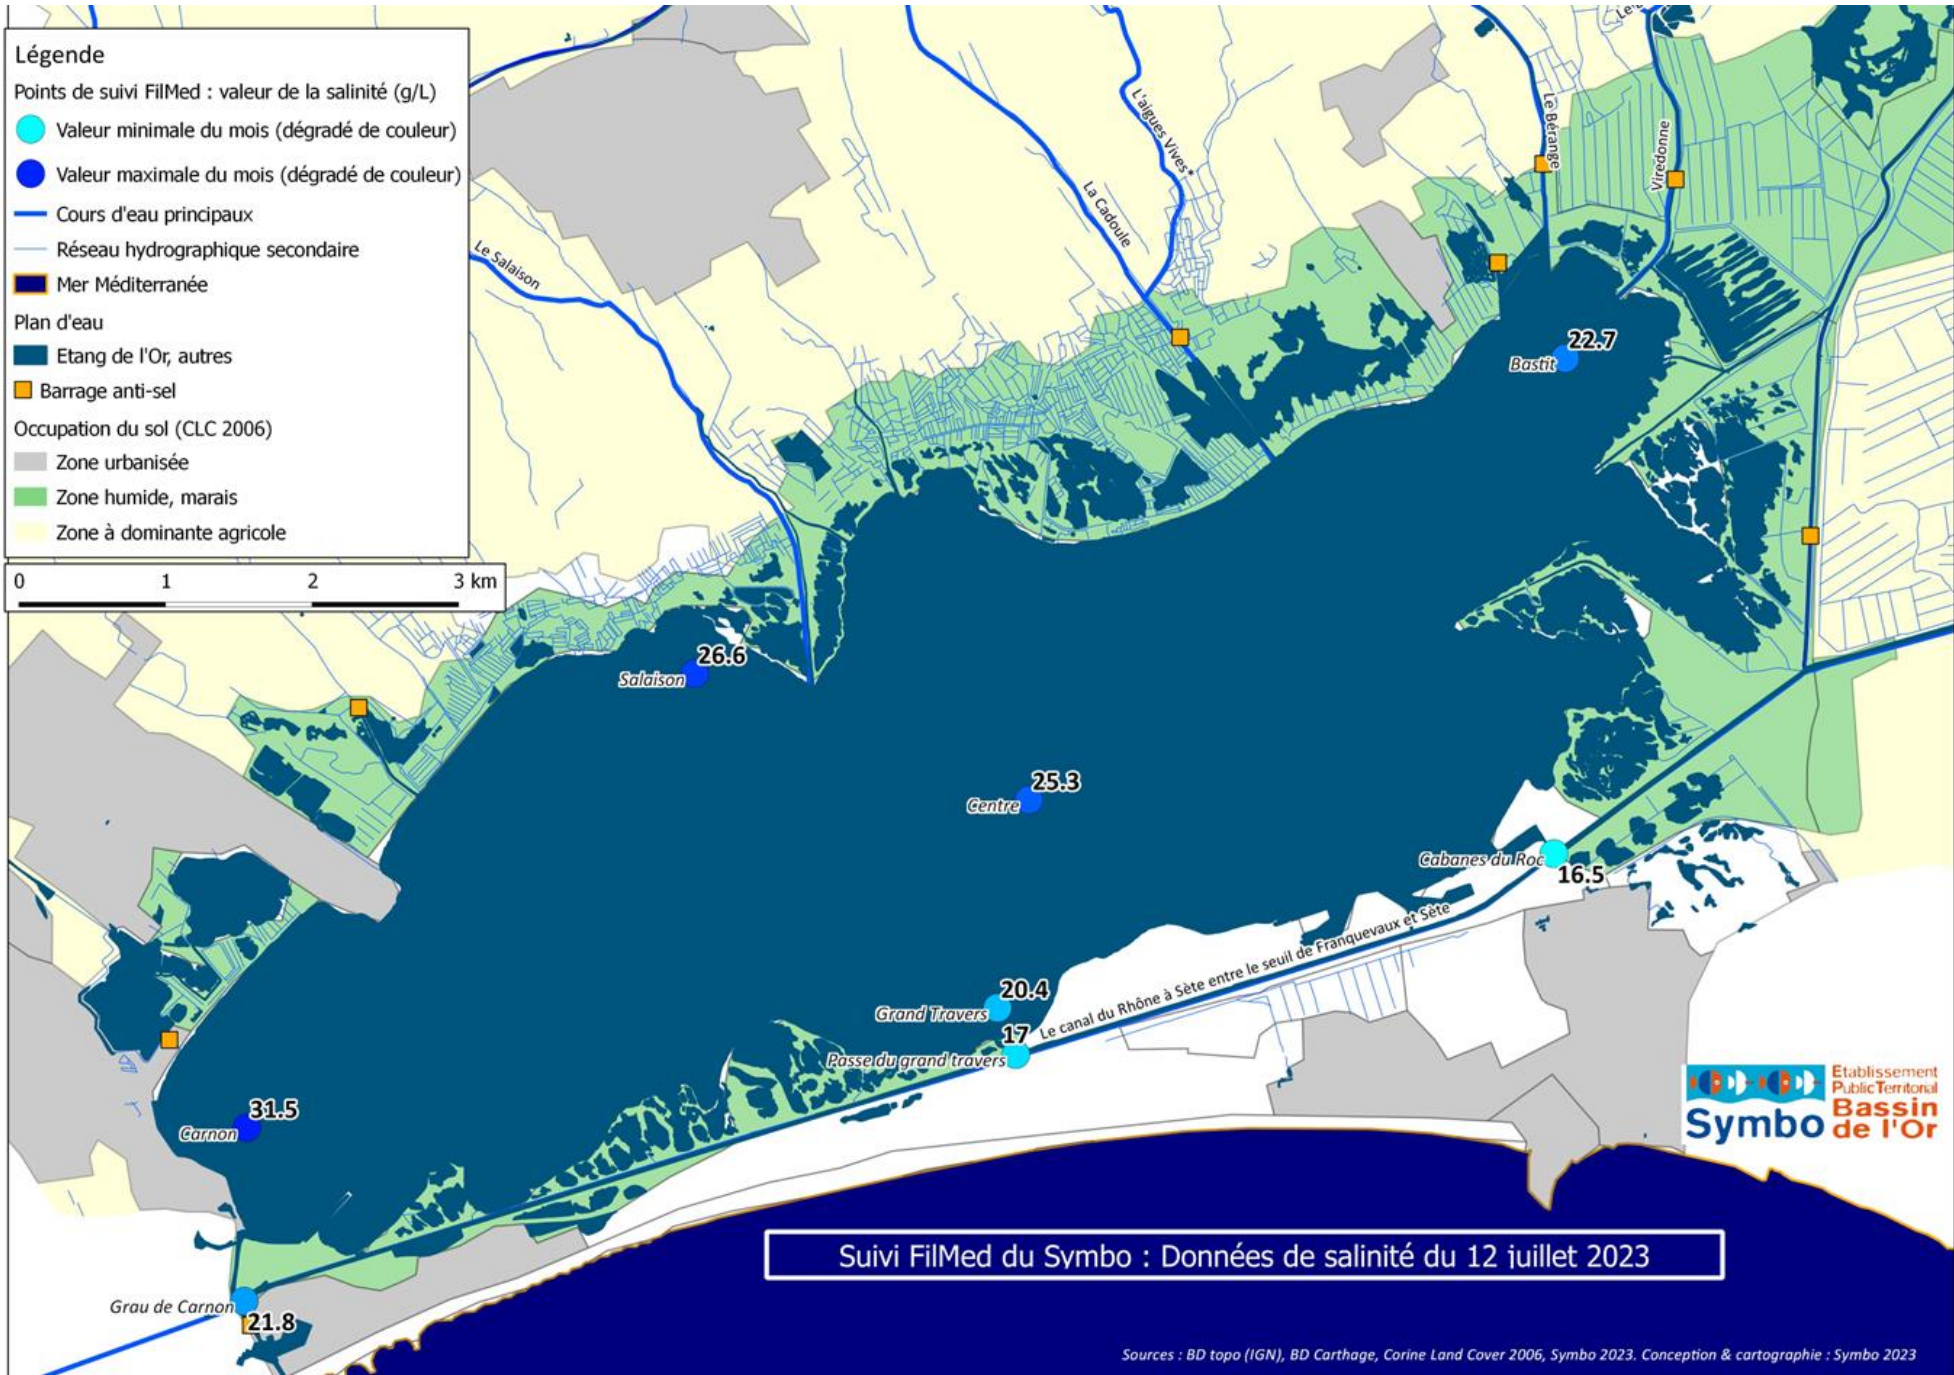 Légende
Points de suivi FilMed : valeur de la salinité (g/L)
Valeur minimale du mois (dégradé de couleur)
Valeur maximale du mois (dégradé de couleur)
Cours d'eau principaux
Réseau hydrographique secondaire
Mer Méditerranée
Plan d'eau
Etang de l'Or, autres
Barrage anti-sel
Occupation du sol (CLC 2006)
Zone urbanisée
Zone humide, marais
Zone à dominante agricole
0 1 2 3 km
Le Salaison
La Cadoule
L'aigues Vives*
Le Bérange
Viredonne
22.7
Bastit
26.6
Salaison
25.3
Centre
Cabanes du Roc
16.5
Le canal du Rhône à Sète entre le seuil de Franquevaux et Sète
20.4
Grand Travers
17
Passe du grand travers
31.5
Carnon
Grau de Carnon
21.8
Symbo
Etablissement
Public Territorial
Bassin
de l'Or
Suivi FilMed du Symbo : Données de salinité du 12 juillet 2023
Sources : BD topo (IGN), BD Carthage, Corine Land Cover 2006, Symbo 2023. Conception & cartographie : Symbo 2023